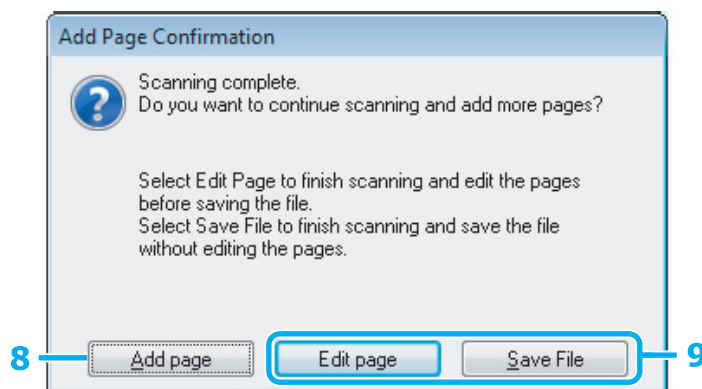 Add Page Confirmation
Scanning complete.
Do you want to continue scanning and add more pages?
Select Edit Page to finish scanning and edit the pages
before saving the file.
Select Save File to finish scanning and save the file
without editing the pages.
8 Add page Edit page Save File 9